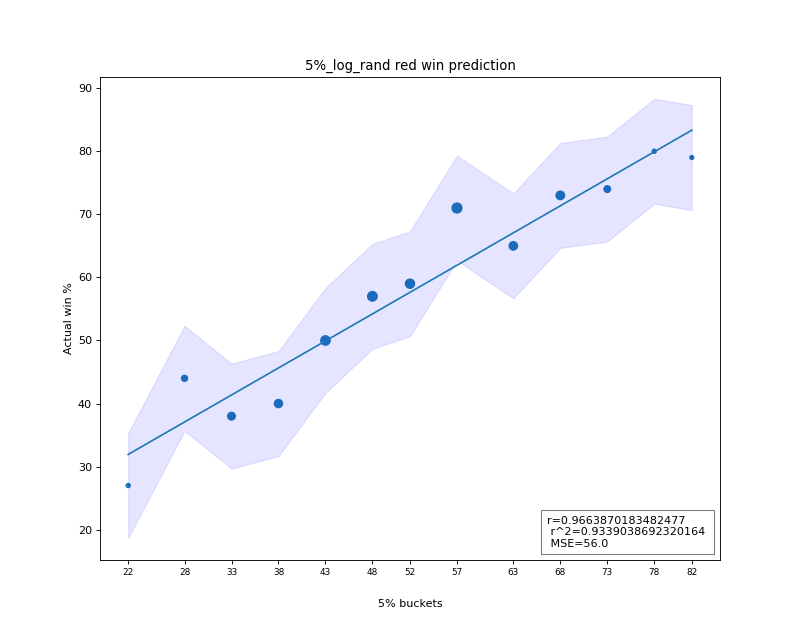 5%_log_rand red win prediction
90
80
70
60
50
40
30
20
Actual win %
r=0.9663870183482477
r^2=0.9339038692320164
MSE=56.0
22 28 33 38 43 48 52 57 63 68 73 78 82
5% buckets